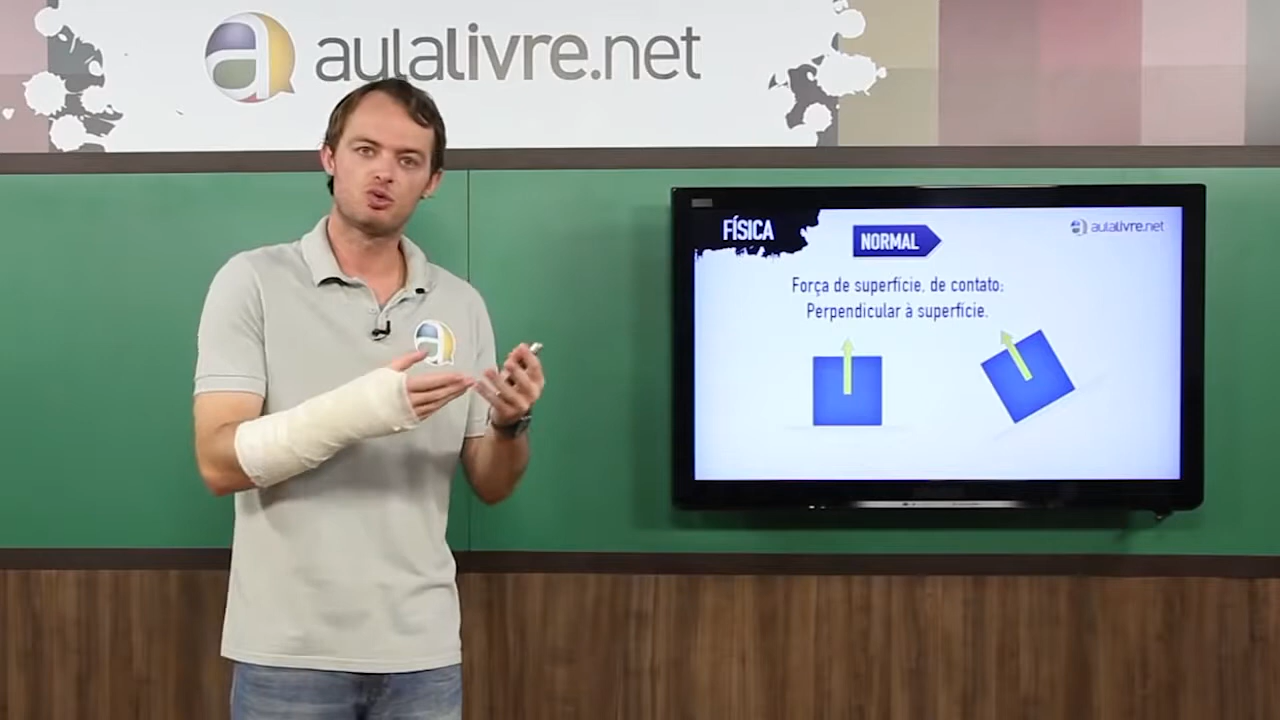 aulalivre.net
FÍSICA
NORMAL
aulalivre.net
Força de superfície, de contato;
Perpendicular à superfície.